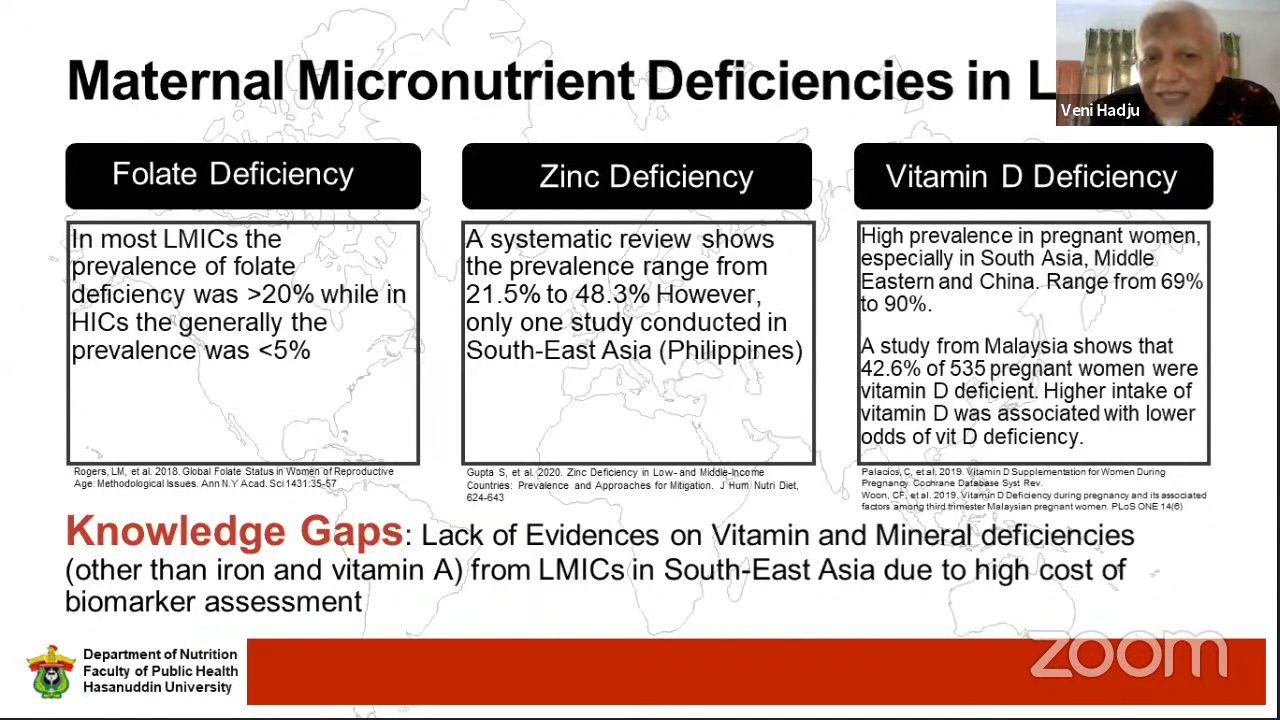 Maternal Micronutrient Deficiencies in L
Veni Hadju
Folate Deficiency
In most LMICs the
prevalence of folate
deficiency was >20% while in
HICs the generally the
prevalence was <5%
Rogers, LM, et al. 2018. Global Folate Status in Women of Reproductive
Age: Methodological Issues. Ann N.Y Acad. Sci 1431:35-57
Zinc Deficiency
A systematic review shows
the prevalence range from
21.5% to 48.3% However,
only one study conducted in
South-East Asia (Philippines)
Gupta S, et al. 2020. Zinc Deficiency in Low- and Middle-Income
Countries: Prevalence and Approaches for Mitigation. J Hum Nutri Diet,
624-643
Vitamin D Deficiency
High prevalence in pregnant women,
especially in South Asia, Middle
Eastern and China. Range from 69%
to 90%.
A study from Malaysia shows that
42.6% of 535 pregnant women were
vitamin D deficient. Higher intake of
vitamin D was associated with lower
odds of vit D deficiency.
Palacios, C, et al, 2019. Vitamin D Supplementation for Women During
Pregnancy. Cochrane Database Syst Rev.
Woon, CF, et al. 2019. Vitamin D Deficiency during pregnancy and its associated
factors among third trimester Malaysian pregnant women. PLoS ONE 14(6)
Knowledge Gaps: Lack of Evidences on Vitamin and Mineral deficiencies
(other than iron and vitamin A) from LMICs in South-East Asia due to high cost of
biomarker assessment
Department of Nutrition
Faculty of Public Health
Hasanuddin University
zoom